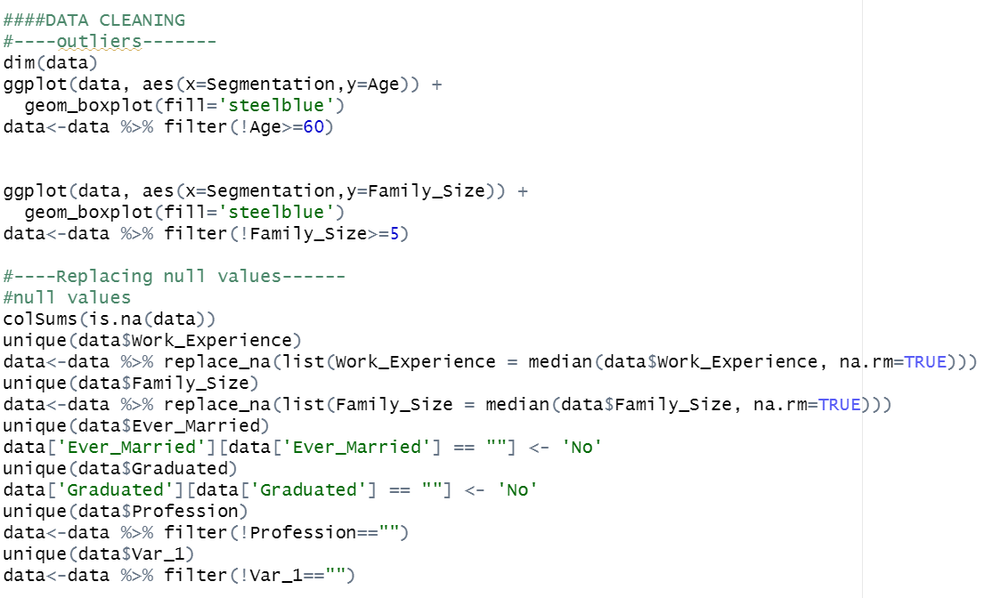 ####DATA CLEANING
#----outliers-------
dim(data)
ggplot(data, aes(x=Segmentation,y=Age)) +
  geom_boxplot(fill='steelblue')
data<-data %>% filter(!Age>=60)
ggplot(data, aes(x=Segmentation,y=Family_Size)) +
  geom_boxplot(fill='steelblue')
data<-data %>% filter(!Family_Size>=5)
#----Replacing null values------
#null values
colSums(is.na(data))
unique(data$Work_Experience)
data<-data %>% replace_na(list(Work_Experience = median(data$Work_Experience, na.rm=TRUE)))
unique(data$Family_Size)
data<-data %>% replace_na(list(Family_Size = median(data$Family_Size, na.rm=TRUE)))
unique(data$Ever_Married)
data['Ever_Married'][data['Ever_Married'] == ""] <- 'No'
unique(data$Graduated)
data['Graduated'][data['Graduated'] == ""] <- 'No'
unique(data$Profession)
data<-data %>% filter(!Profession=="")
unique(data$Var_1)
data<-data %>% filter(!Var_1=="")